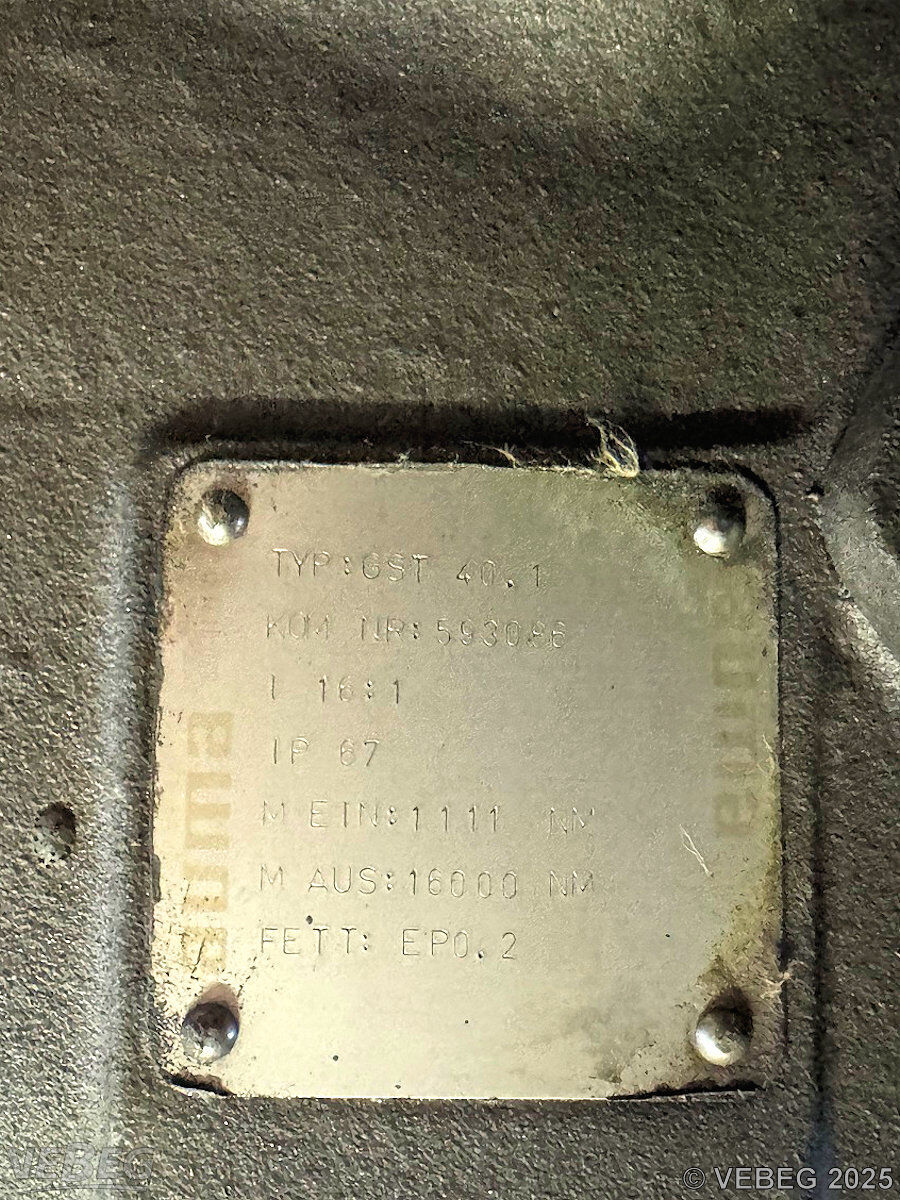 TYP:GST 40.1
KOM NR:593086
I 16:1
IP 67
M EIN:1111 NM
M AUS:16000 NM
FETT: EP0.2
auma
auma
VEBEG
© VEBEG 2025